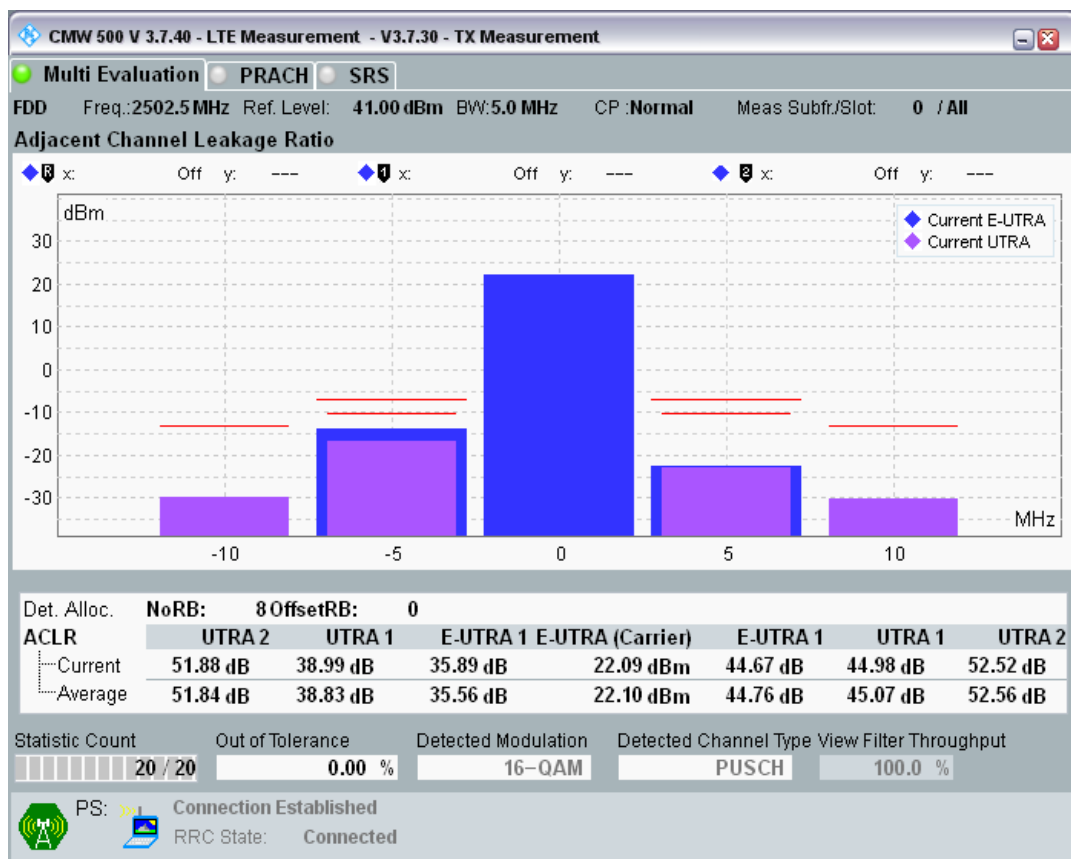 CMW 500 V 3.7.40 - LTE Measurement - V3.7.30 - TX Measurement
Multi Evaluation PRACH SRS
FDD Freq.:2502.5 MHz Ref. Level: 41.00 dBm BW:5.0 MHz CP :Normal Meas Subfr./Slot: 0 / All
Adjacent Channel Leakage Ratio
R x: Off y: --- 1 x: Off y: --- 2 x: Off y: ---
dBm
Current E-UTRA
Current UTRA
30
20
10
0
-10
-20
-30
MHz
-10 -5 0 5 10
Det. Alloc. NoRB: 8 OffsetRB: 0
ACLR UTRA 2 UTRA 1 E-UTRA 1 E-UTRA (Carrier) E-UTRA 1 UTRA 1 UTRA 2
Current 51.88 dB 38.99 dB 35.89 dB 22.09 dBm 44.67 dB 44.98 dB 52.52 dB
Average 51.84 dB 38.83 dB 35.56 dB 22.10 dBm 44.76 dB 45.07 dB 52.56 dB
Statistic Count Out of Tolerance Detected Modulation Detected Channel Type View Filter Throughput
20 / 20 0.00 % 16-QAM PUSCH 100.0 %
PS: Connection Established
RRC State: Connected